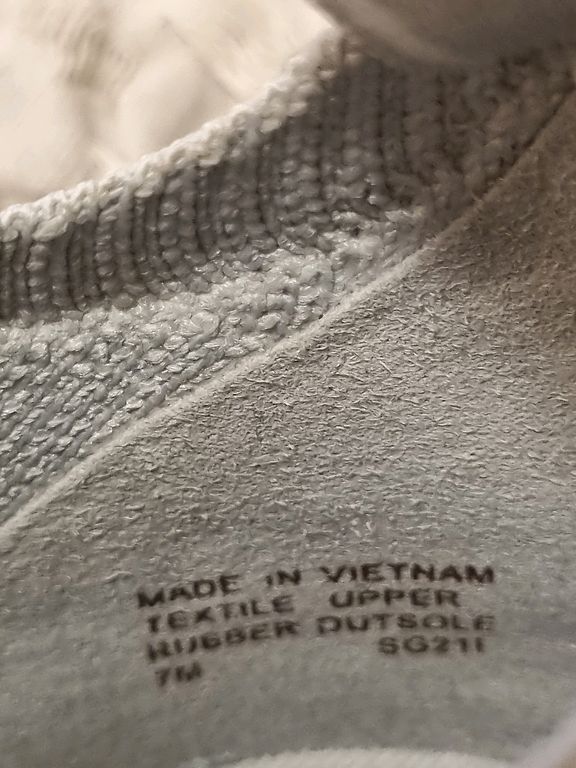 MADE IN VIETNAM
TEXTILE UPPER
RUBBER OUTSOLE
7M SG211